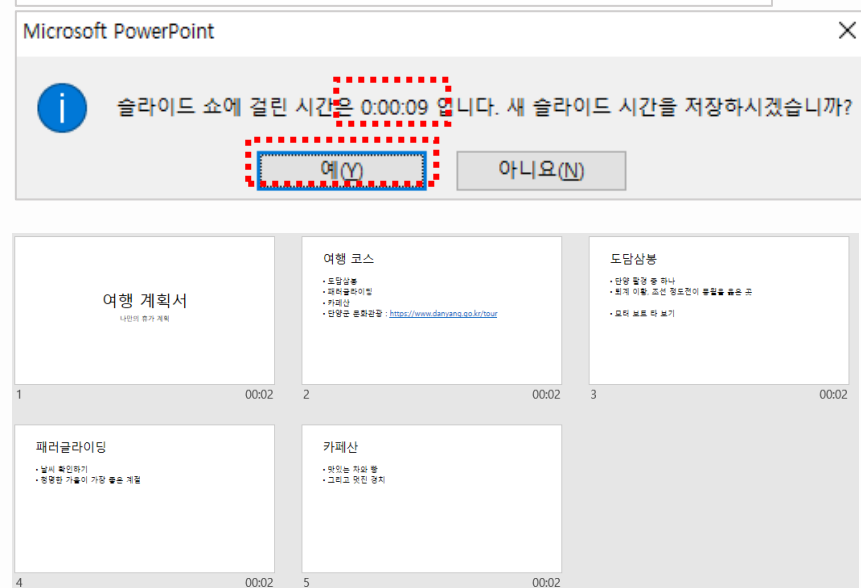 Microsoft PowerPoint
슬라이드 쇼에 걸린 시간은 0:00:09 입니다. 새 슬라이드 시간을 저장하시겠습니까?
예(Y)
아니요(N)
여행 계획서
나만의 휴가 계획
1
00:02
여행 코스
• 도담삼봉
• 패러글라이딩
• 카페산
• 단양군 문화관광 : https://www.danyang.go.kr/tour
2
00:02
도담삼봉
• 단양 팔경 중 하나
• 퇴계 이황, 조선 정도전이 풍월을 읊은 곳
• 모터 보트 타 보기
3
00:02
패러글라이딩
• 날씨 확인하기
• 청명한 가을이 가장 좋은 계절
4
00:02
카페산
• 맛있는 차와 빵
• 그리고 멋진 경치
5
00:02